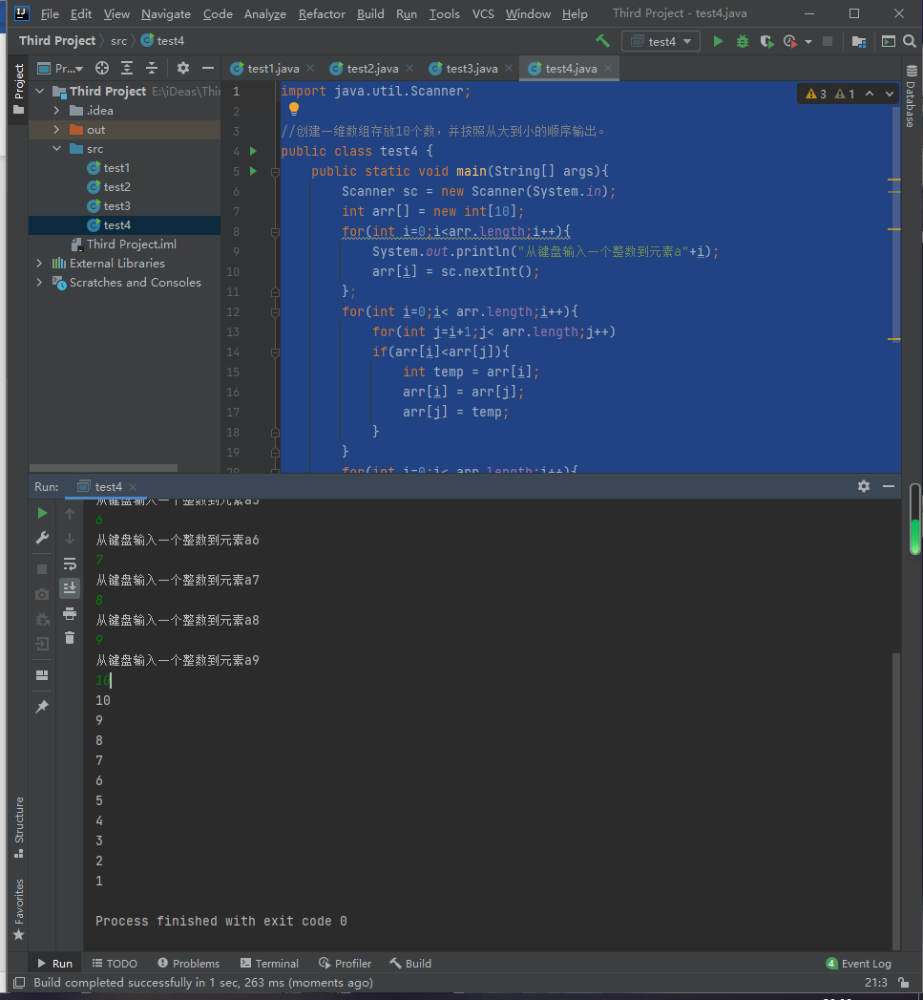 File Edit View Navigate Code Analyze Refactor Build Run Tools VCS Window Help Third Project - test4.java
Third Project src test4 test4
Project
Pr...
test1.java test2.java test3.java test4.java
Third Project E:\iDeas\Thi
.idea
out
src
test1
test2
test3
test4
Third Project.iml
External Libraries
Scratches and Consoles
3 1
Database
1 import java.util.Scanner;
2
3 //创建一维数组存放10个数，并按照从大到小的顺序输出。
4 public class test4 {
5 public static void main(String[] args){
6 Scanner sc = new Scanner(System.in);
7 int arr[] = new int[10];
8 for(int i=0;i<arr.length;i++){
9 System.out.println("从键盘输入一个整数到元素a"+i);
10 arr[i] = sc.nextInt();
11 };
12 for(int i=0;i< arr.length;i++){
13 for(int j=i+1;j< arr.length;j++)
14 if(arr[i]<arr[j]){
15 int temp = arr[i];
16 arr[i] = arr[j];
17 arr[j] = temp;
18 }
19 }
20 for(int i=0;i< arr.length;i++){
Run: test4
从键盘输入一个整数到元素a5
6
从键盘输入一个整数到元素a6
7
从键盘输入一个整数到元素a7
8
从键盘输入一个整数到元素a8
9
从键盘输入一个整数到元素a9
10
10
9
8
7
6
5
4
3
2
1
Process finished with exit code 0
Structure
Favorites
Run TODO Problems Terminal Profiler Build 4 Event Log
Build completed successfully in 1 sec, 263 ms (moments ago) 21:3